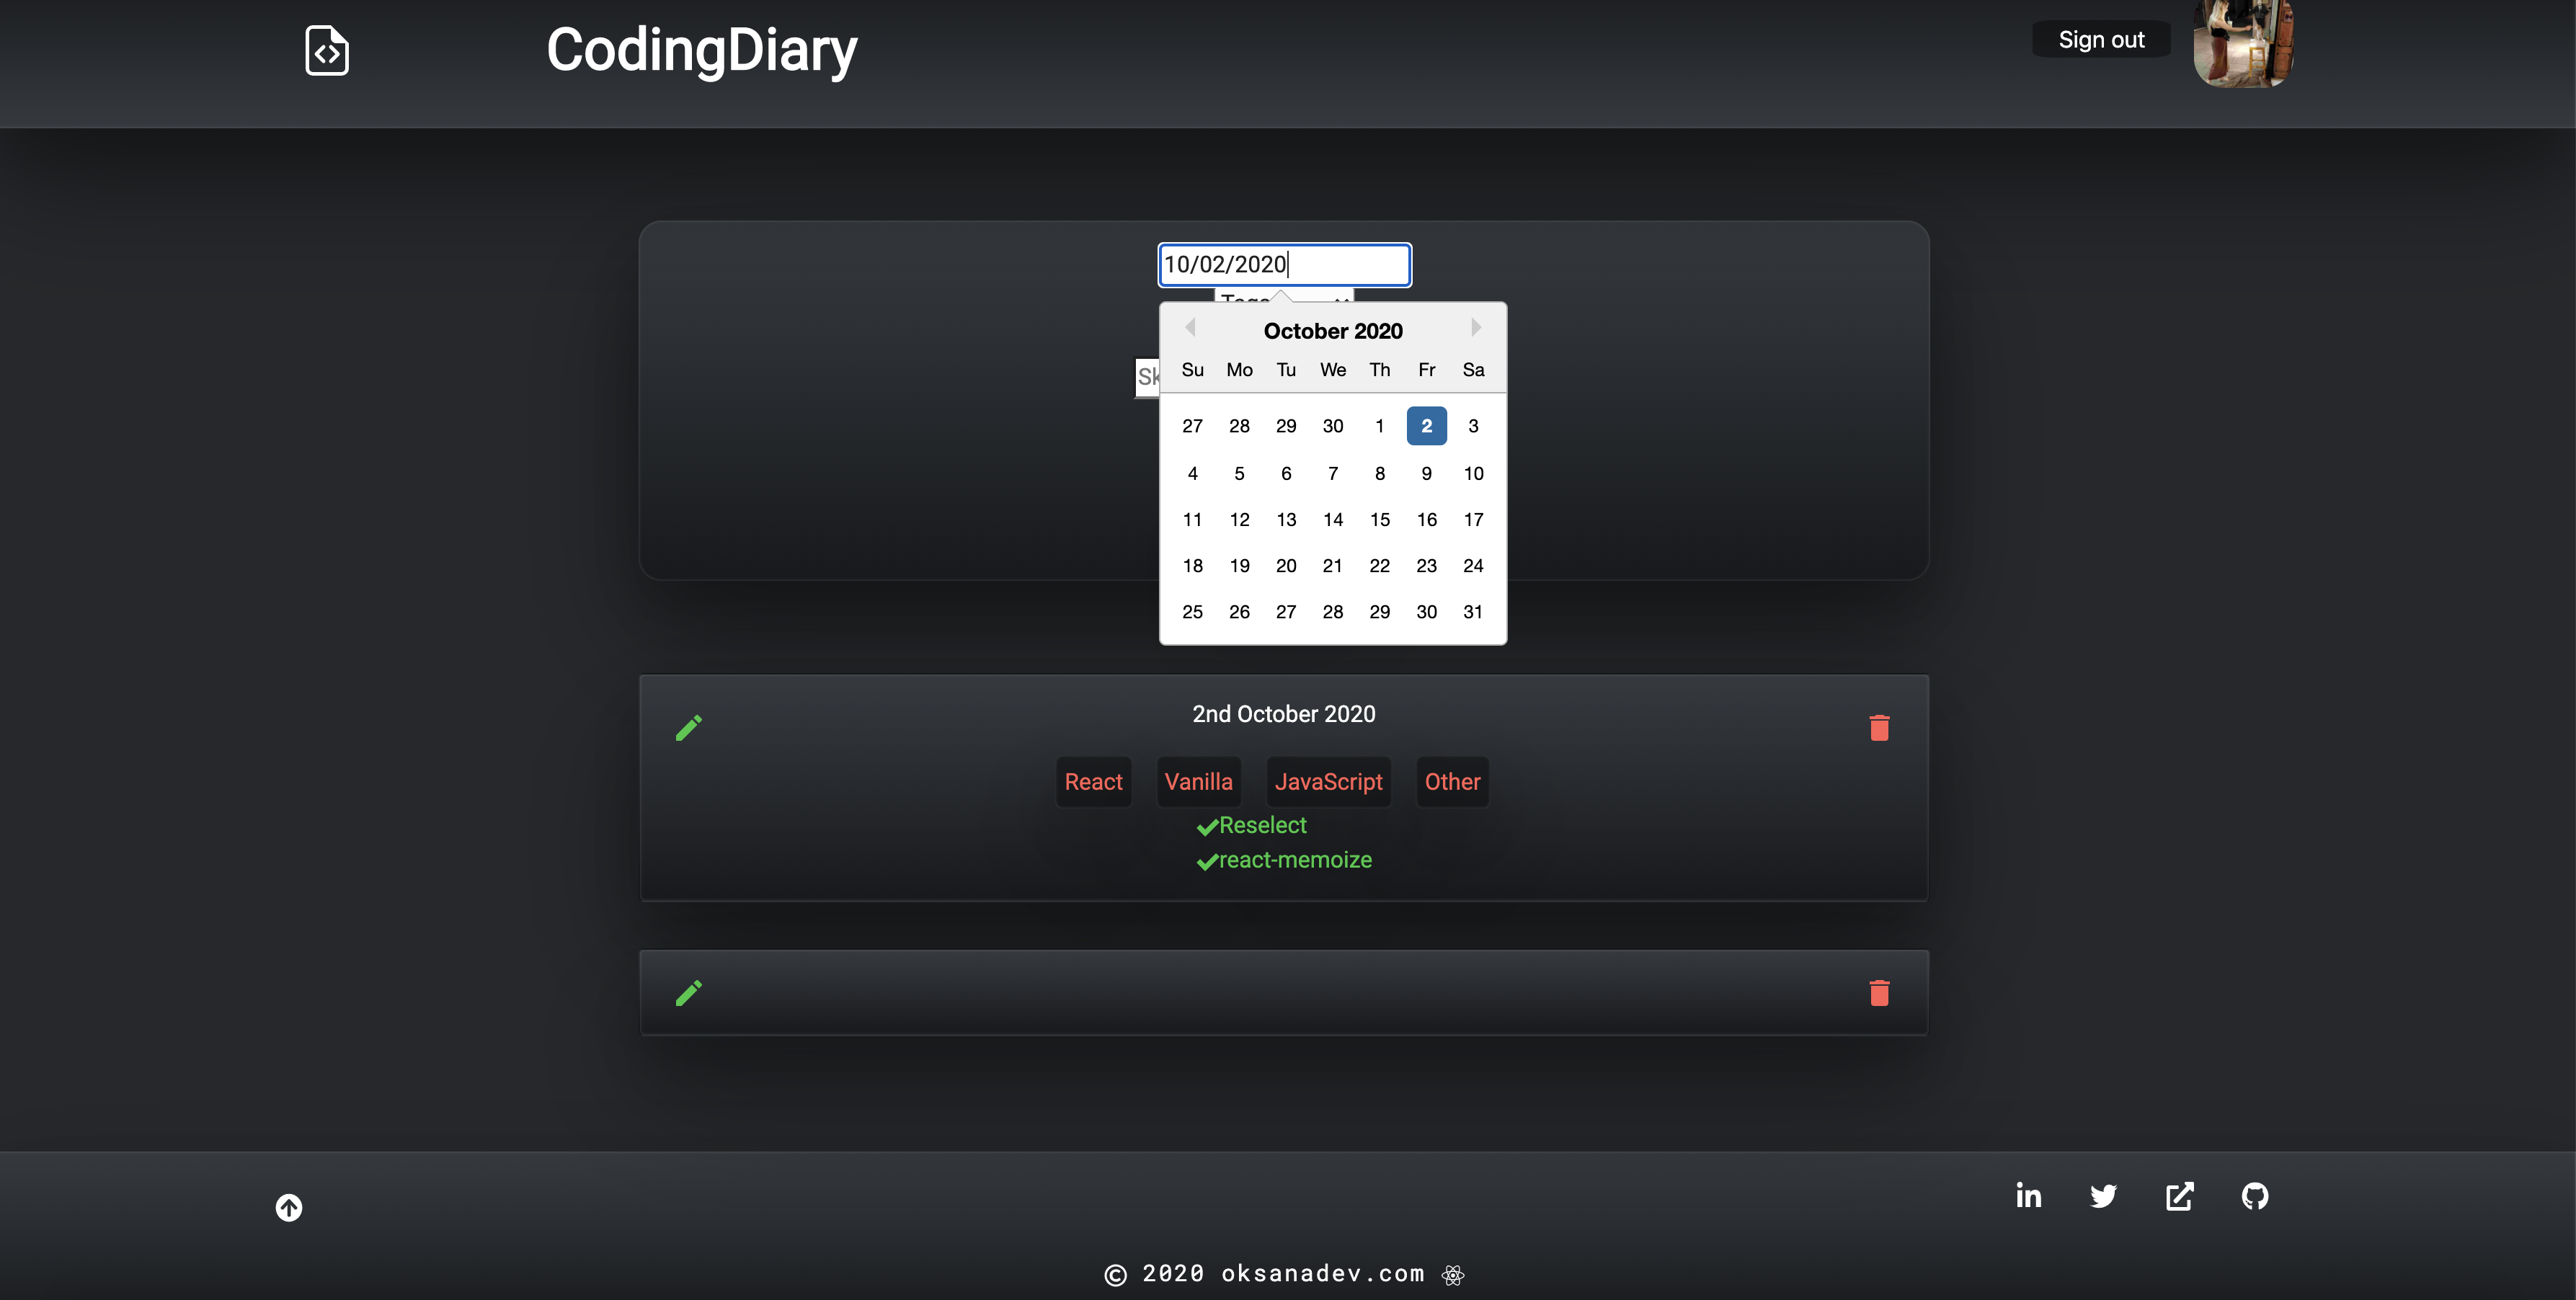 CodingDiary
Sign out
10/02/2020
October 2020
Su Mo Tu We Th Fr Sa
27 28 29 30 1 2 3
4 5 6 7 8 9 10
11 12 13 14 15 16 17
18 19 20 21 22 23 24
25 26 27 28 29 30 31
2nd October 2020
React Vanilla JavaScript Other
Reselect
react-memoize
© 2020 oksanadev.com